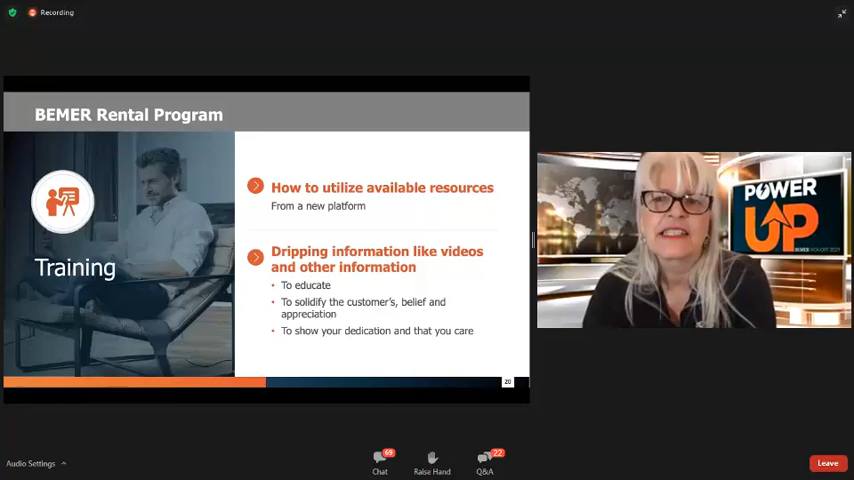 Recording
BEMER Rental Program
Training
How to utilize available resources
From a new platform
Dripping information like videos
and other information
• To educate
• To solidify the customer's, belief and
appreciation
• To show your dedication and that you care
20
POWER
UP
Audio Settings
69
Chat
Raise Hand
22
Q&A
Leave